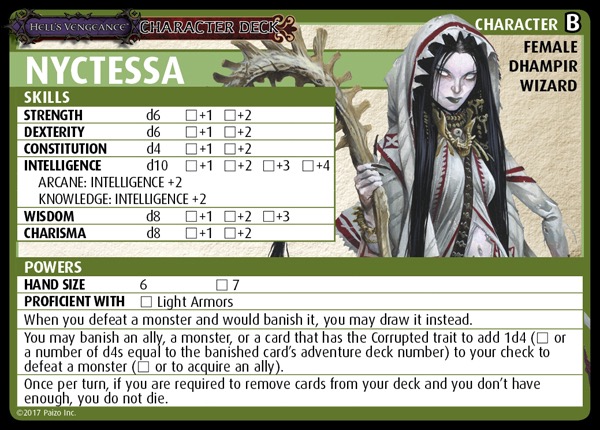 HELL'S VENGEANCE CHARACTER DECK
CHARACTER B
FEMALE
DHAMPIR
WIZARD
NYCTESSA
SKILLS
STRENGTH d6 ☐+1 ☐+2
DEXTERITY d6 ☐+1 ☐+2
CONSTITUTION d4 ☐+1 ☐+2
INTELLIGENCE d10 ☐+1 ☐+2 ☐+3 ☐+4
ARCANE: INTELLIGENCE +2
KNOWLEDGE: INTELLIGENCE +2
WISDOM d8 ☐+1 ☐+2 ☐+3
CHARISMA d8 ☐+1 ☐+2
POWERS
HAND SIZE 6 ☐ 7
PROFICIENT WITH ☐ Light Armors
When you defeat a monster and would banish it, you may draw it instead.
You may banish an ally, a monster, or a card that has the Corrupted trait to add 1d4 (☐ or
a number of d4s equal to the banished card's adventure deck number) to your check to
defeat a monster (☐ or to acquire an ally).
Once per turn, if you are required to remove cards from your deck and you don't have
enough, you do not die.
©2017 Paizo Inc.